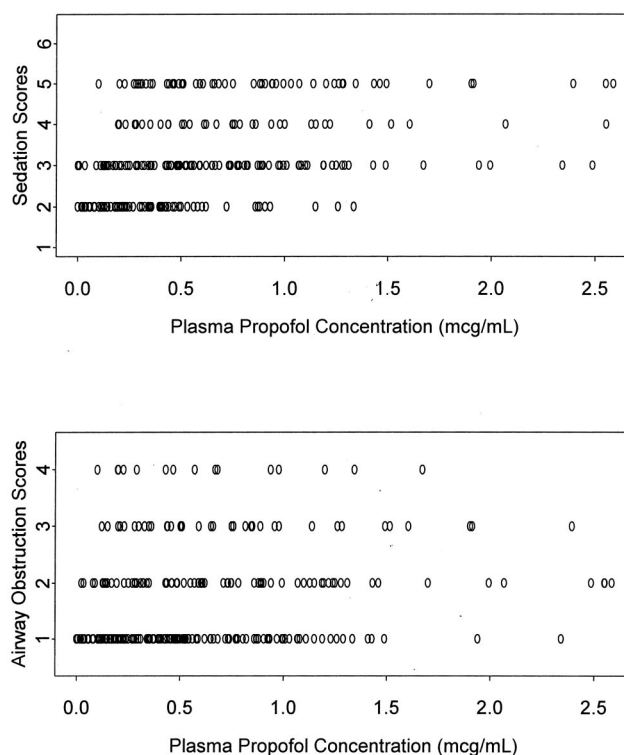 Sedation Scores
6
5
4
3
2
1
0.0 0.5 1.0 1.5 2.0 2.5
Plasma Propofol Concentration (mcg/mL)
Airway Obstruction Scores
4
3
2
1
0.0 0.5 1.0 1.5 2.0 2.5
Plasma Propofol Concentration (mcg/mL)